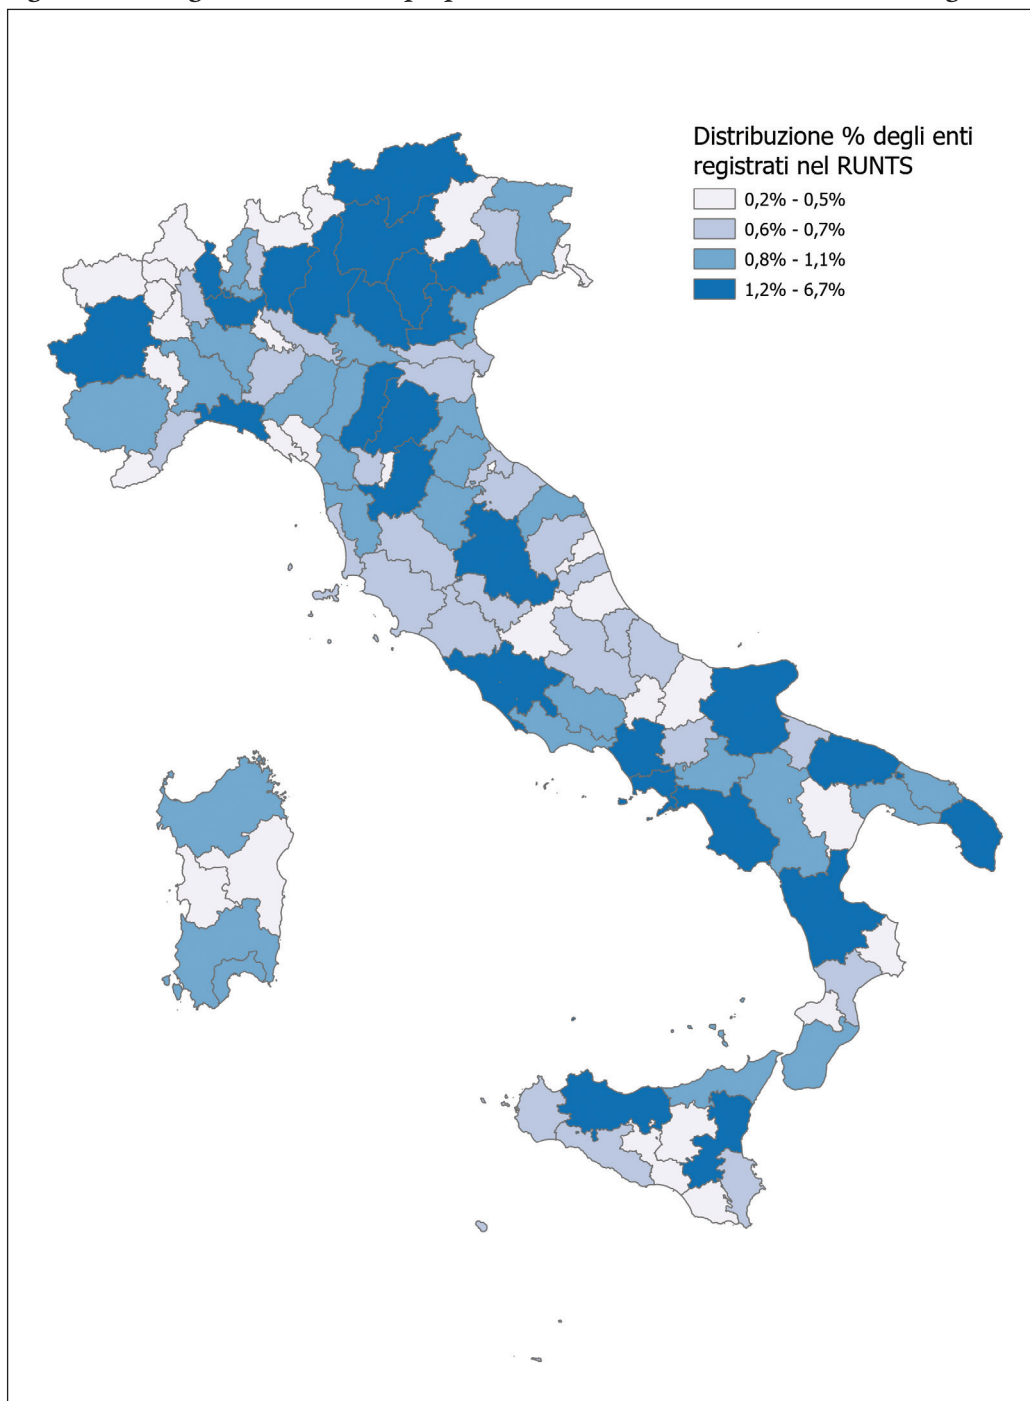 Distribuzione % degli enti
registrati nel RUNTS
0,2% - 0,5%
0,6% - 0,7%
0,8% - 1,1%
1,2% - 6,7%